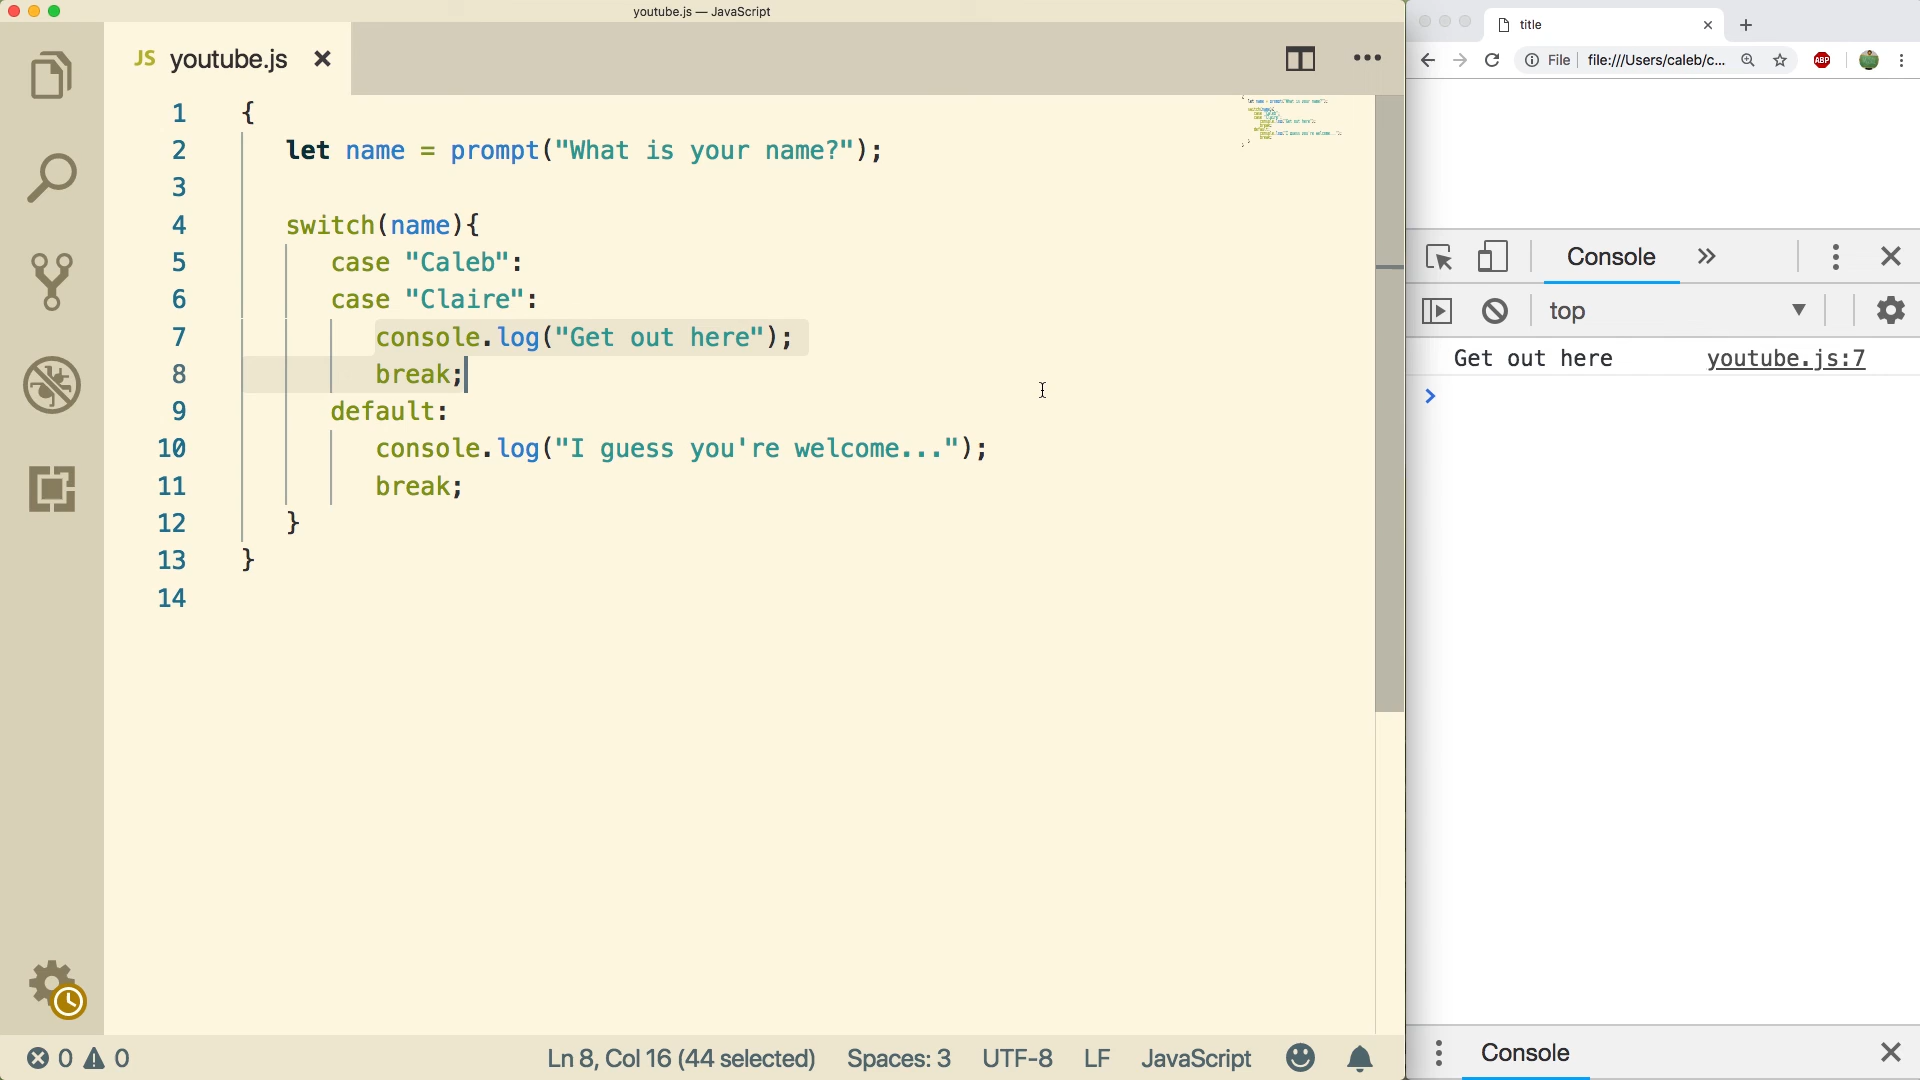 youtube.js — JavaScript
JS youtube.js
1 {
2 let name = prompt("What is your name?");
3
4 switch(name){
5 case "Caleb":
6 case "Claire":
7 console.log("Get out here");
8 break;
9 default:
10 console.log("I guess you're welcome...");
11 break;
12 }
13 }
14
0 0 Ln 8, Col 16 (44 selected) Spaces: 3 UTF-8 LF JavaScript
title
File file:///Users/caleb/c...
ABP
Console
top
Get out here youtube.js:7
Console